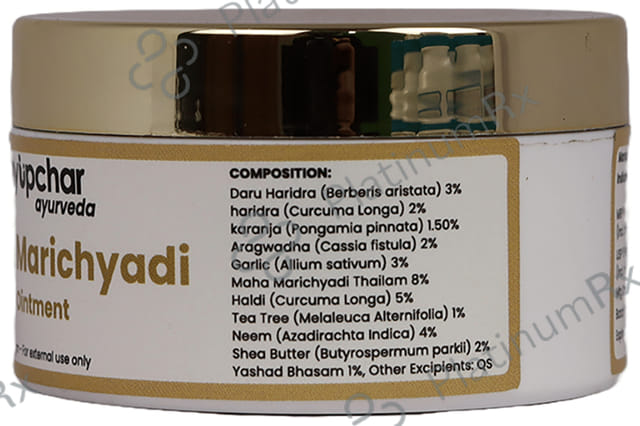 upchar
ayurveda
Marichyadi
Ointment
For external use only
COMPOSITION:
Daru Haridra (Berberis aristata) 3%
haridra (Curcuma Longa) 2%
karanja (Pongamia pinnata) 1.50%
Aragwadha (Cassia fistula) 2%
Garlic (Allium sativum) 3%
Maha Marichyadi Thailam 8%
Haldi (Curcuma Longa) 5%
Tea Tree (Melaleuca Alternifolia) 1%
Neem (Azadirachta Indica) 4%
Shea Butter (Butyrospermum parkii) 2%
Yashad Bhasam 1%, Other Excipients: QS
PlatinumRx
PlatinumRx
Rx